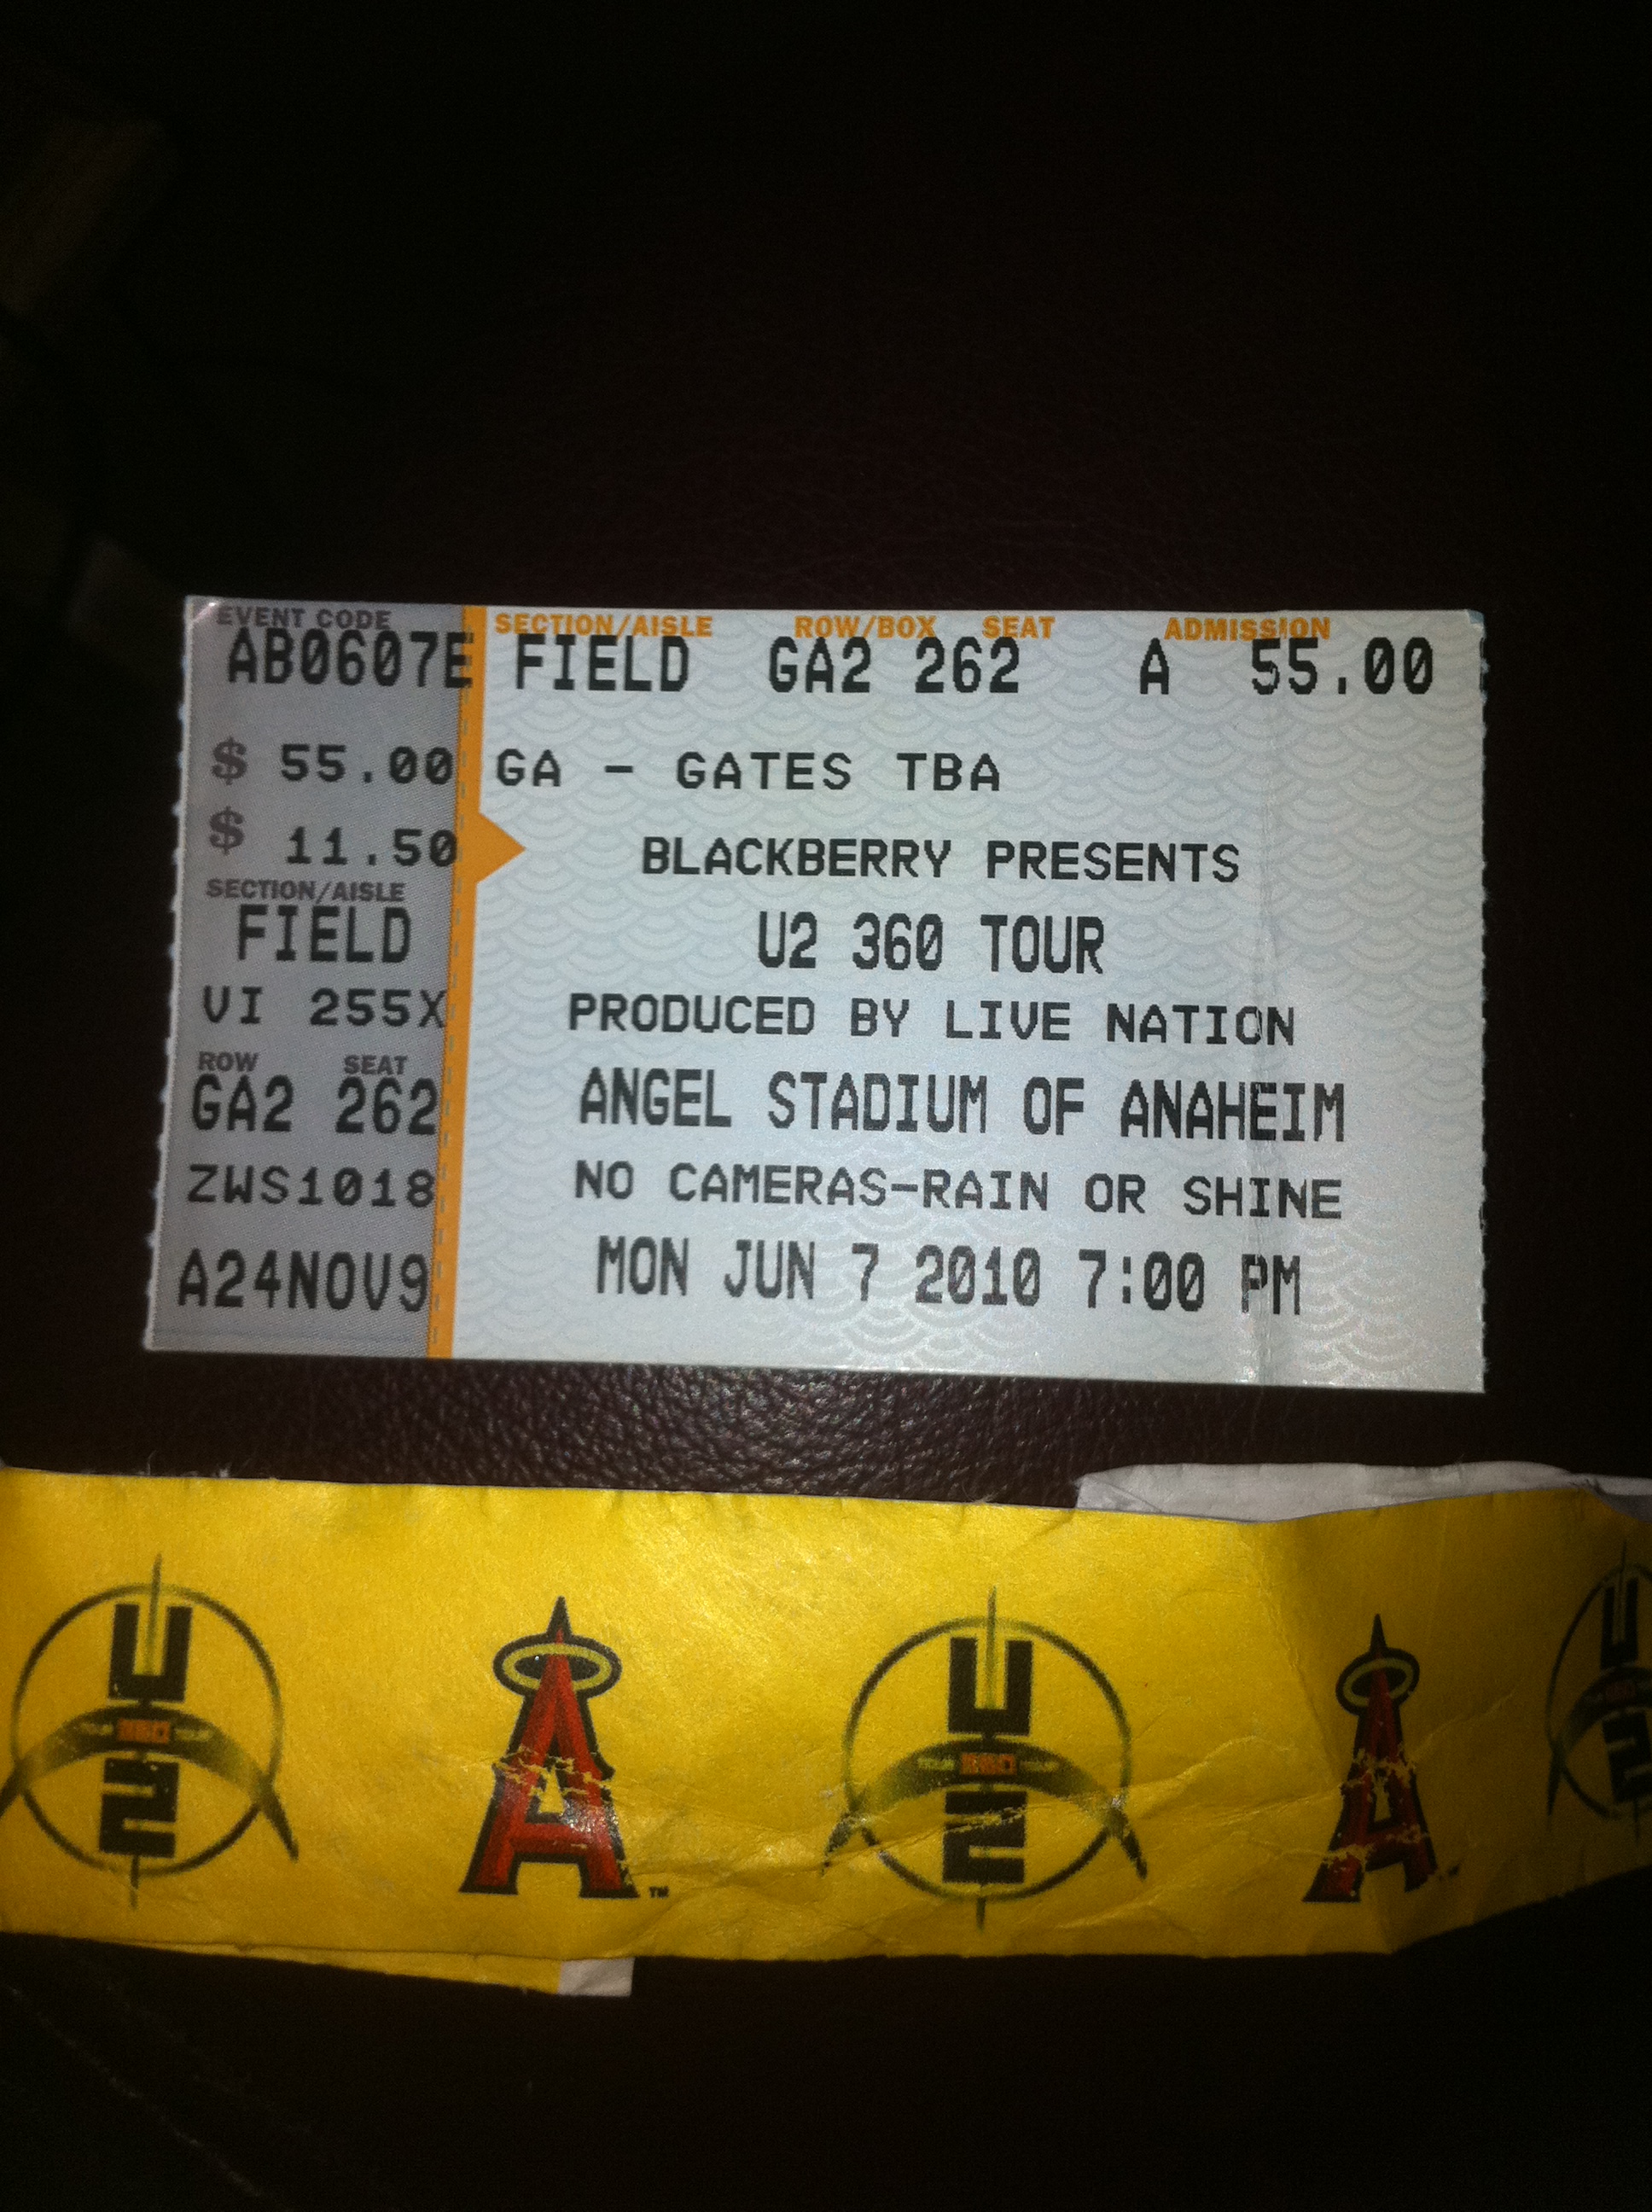 EVENT CODE SECTION/AISLE ROW/BOX SEAT ADMISSION
AB0607E FIELD GA2 262 A 55.00
$ 55.00 GA - GATES TBA
$ 11.50 BLACKBERRY PRESENTS
SECTION/AISLE
FIELD U2 360 TOUR
VI 255X PRODUCED BY LIVE NATION
ROW SEAT
GA2 262 ANGEL STADIUM OF ANAHEIM
ZWS1018 NO CAMERAS-RAIN OR SHINE
A24NOV9 MON JUN 7 2010 7:00 PM
U2 A™ U2 A U2